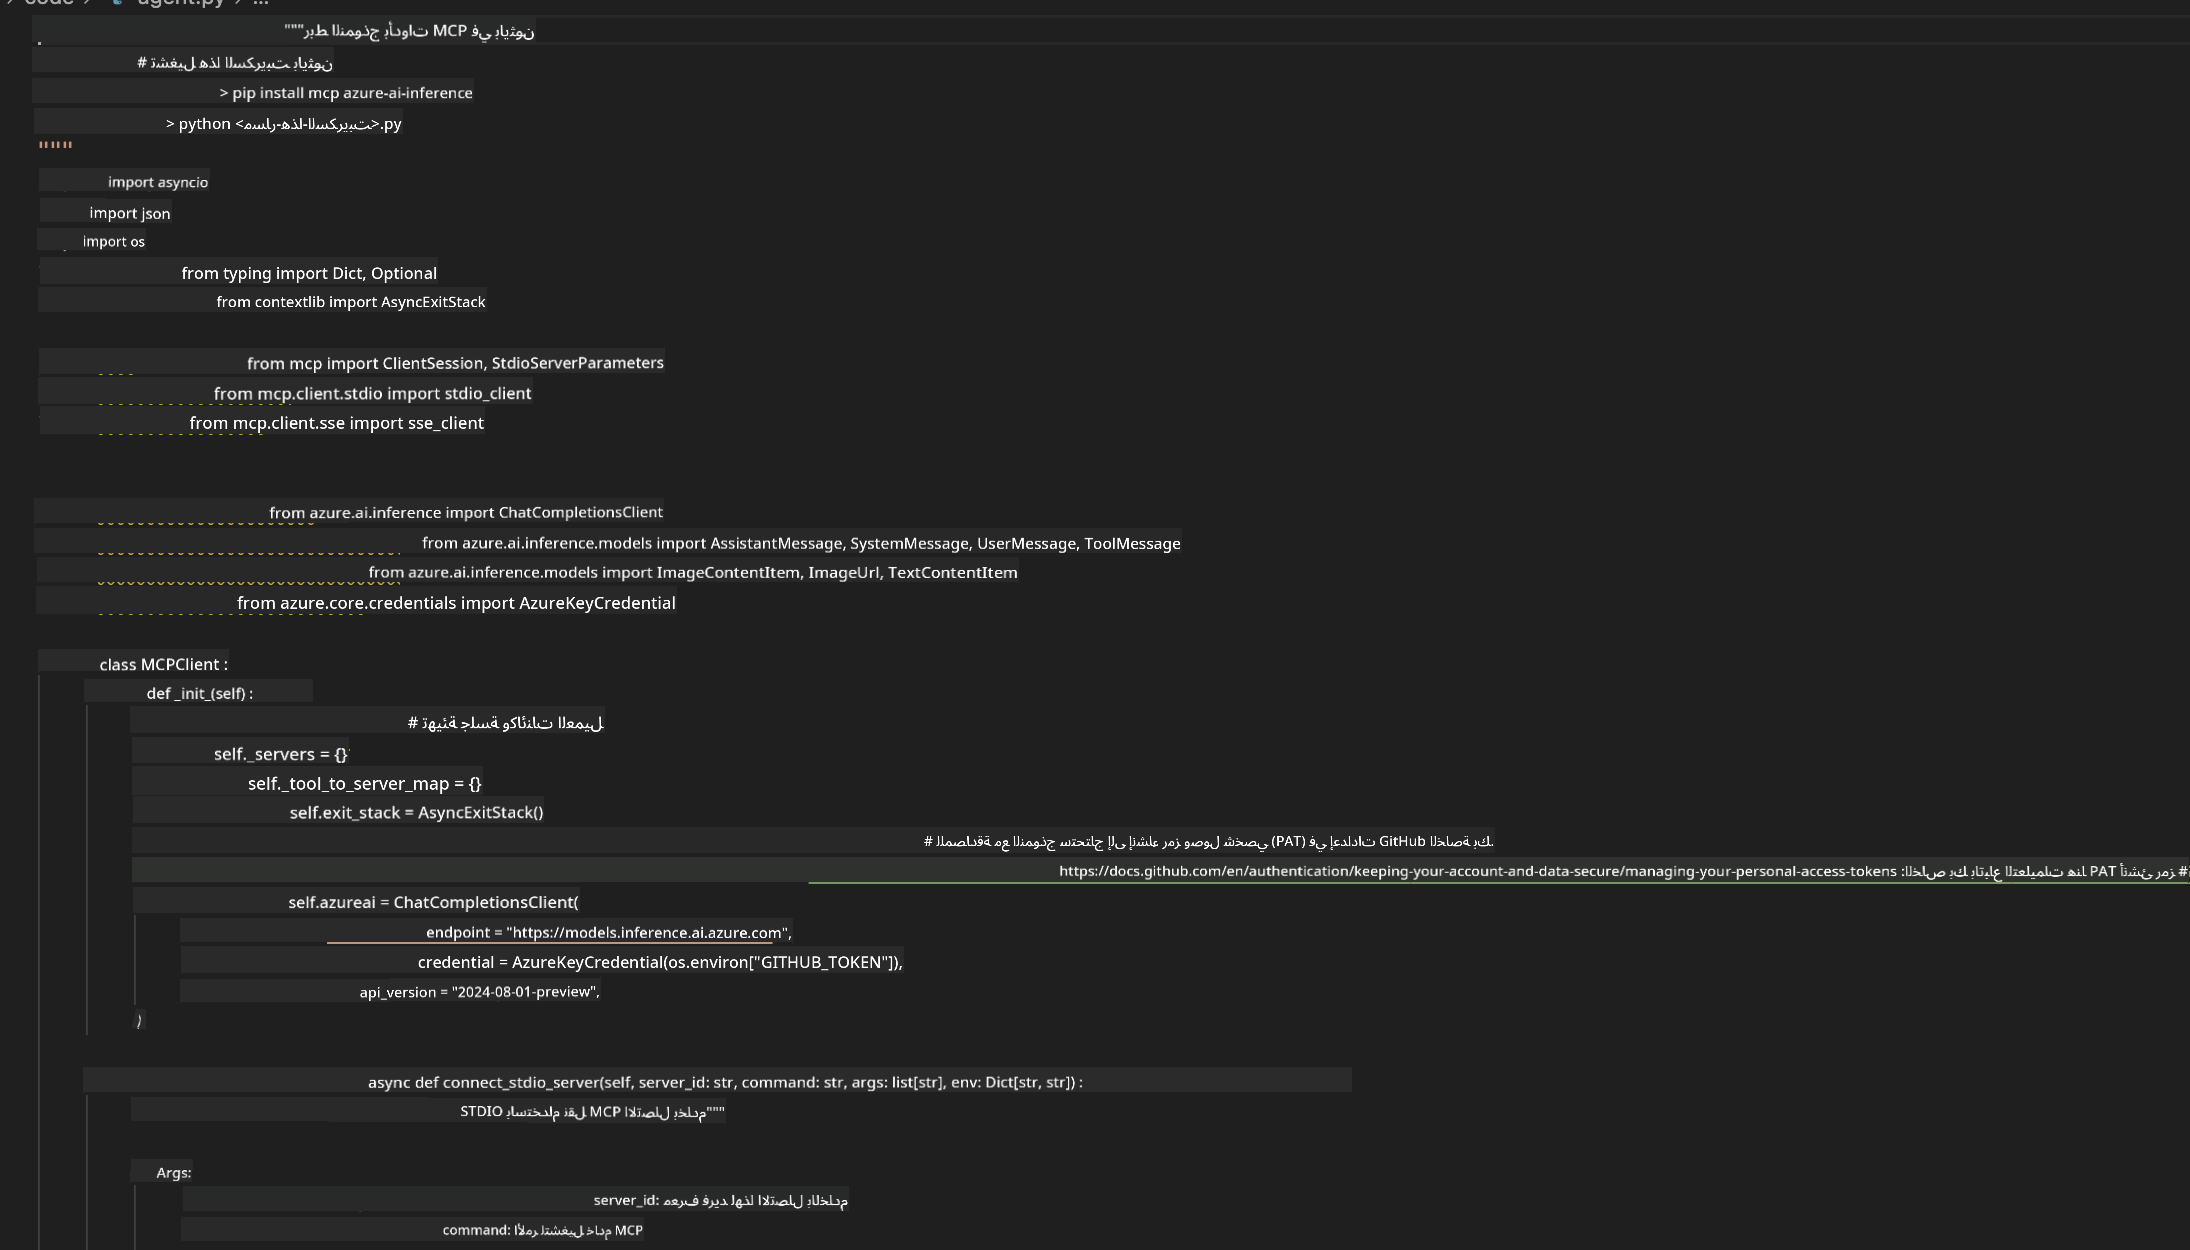 code > agent.py > ...
"""ربط النموذج بأدوات MCP في بايثون
# تشغيل هذا السكريبت بايثون
> pip install mcp azure-ai-inference
> python <مسار-هذا-السكريبت>.py
"""
import asyncio
import json
import os
from typing import Dict, Optional
from contextlib import AsyncExitStack
from mcp import ClientSession, StdioServerParameters
from mcp.client.stdio import stdio_client
from mcp.client.sse import sse_client
from azure.ai.inference import ChatCompletionsClient
from azure.ai.inference.models import AssistantMessage, SystemMessage, UserMessage, ToolMessage
from azure.ai.inference.models import ImageContentItem, ImageUrl, TextContentItem
from azure.core.credentials import AzureKeyCredential
class MCPClient :
def _init_(self) :
# تهيئة جلسة وكائنات العميل
self._servers = {}
self._tool_to_server_map = {}
self.exit_stack = AsyncExitStack()
# المصادقة مع النموذج ستحتاج إلى إنشاء رمز وصول شخصي (PAT) في إعدادات GitHub الخاصة بك.
# أنشئ رمز PAT الخاص بك باتباع التعليمات هنا: https://docs.github.com/en/authentication/keeping-your-account-and-data-secure/managing-your-personal-access-tokens
self.azureai = ChatCompletionsClient(
endpoint = "https://models.inference.ai.azure.com",
credential = AzureKeyCredential(os.environ["GITHUB_TOKEN"]),
api_version = "2024-08-01-preview",
)
async def connect_stdio_server(self, server_id: str, command: str, args: list[str], env: Dict[str, str]) :
"""الاتصال بخادم MCP باستخدام نقل STDIO
Args:
server_id: معرف فريد لهذا الاتصال بالخادم
command: الأمر لتشغيل خادم MCP